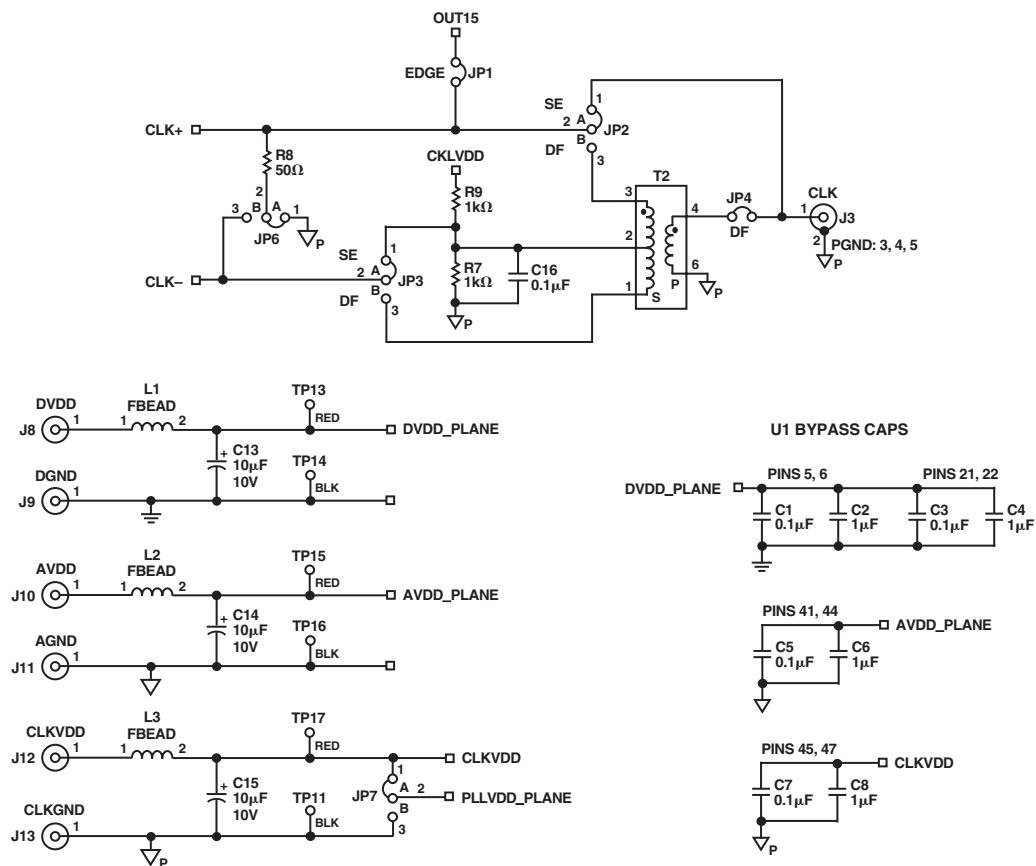 OUT15
EDGE JP1
SE 1
CLK+ 2 A JP2
B
DF 3
R8
50Ω
CKLVDD
T2
R9
1kΩ
3 4 JP4 CLK
1 J3
DF 2
PGND: 3, 4, 5
P
2
3 B A 1
JP6 P
1
SE
2
CLK– 2 A JP3
B
DF 3
R7
1kΩ
C16
0.1µF
1 S P 6
P
P
L1
DVDD FBEAD TP13
J8 1 1 2 RED DVDD_PLANE
+ C13
10µF
10V
DGND TP14
J9 1 BLK
L2
AVDD FBEAD TP15
J10 1 1 2 RED AVDD_PLANE
+ C14
10µF
10V
AGND TP16
J11 1 BLK
L3
CLKVDD FBEAD TP17
J12 1 1 2 RED CLKVDD
+ C15
10µF
10V
1
JP7 A 2 PLLVDD_PLANE
B
3
CLKGND TP11
J13 1 BLK
P
U1 BYPASS CAPS
PINS 5, 6 PINS 21, 22
DVDD_PLANE
C1
0.1µF
C2
1µF
C3
0.1µF
C4
1µF
PINS 41, 44
AVDD_PLANE
C5
0.1µF
C6
1µF
PINS 45, 47
CLKVDD
C7
0.1µF
C8
1µF
P